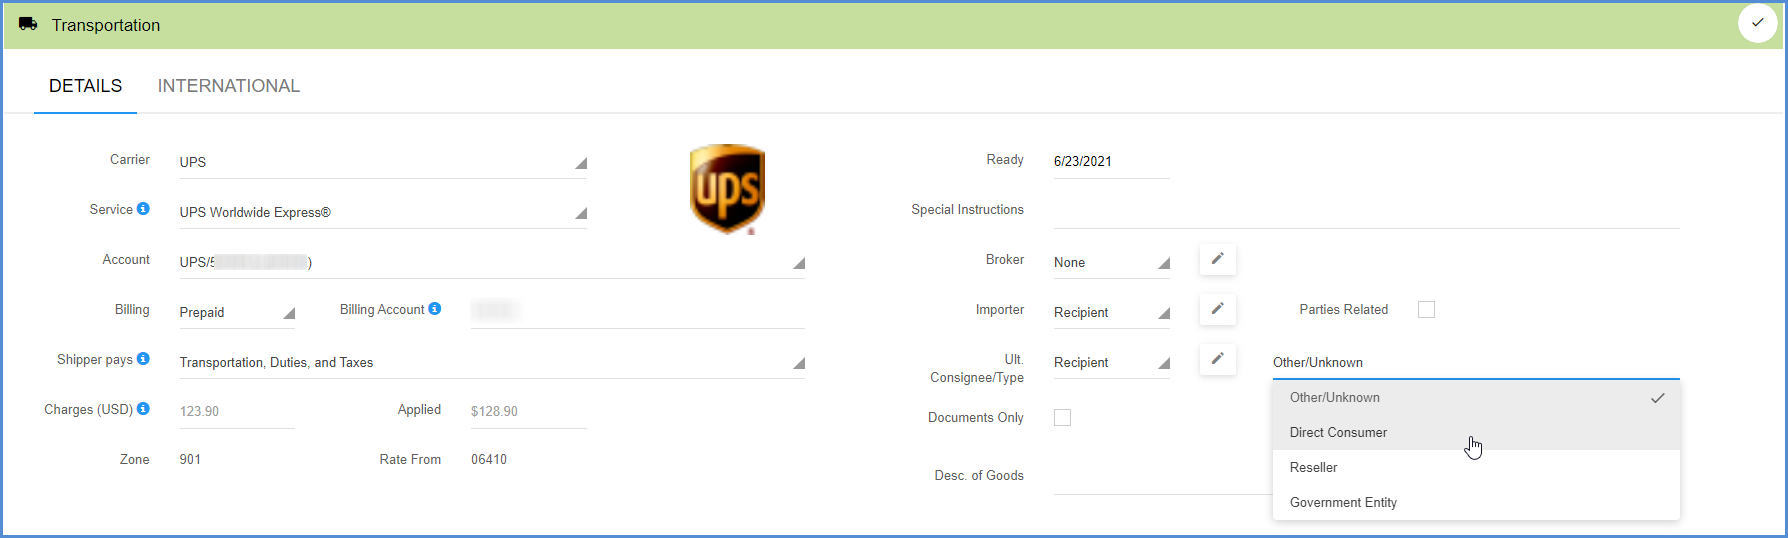 Transportation
DETAILS INTERNATIONAL
Carrier UPS
ups
Ready 6/23/2021
Service UPS Worldwide Express®
Special Instructions
Account UPS/5 )
Broker None
Billing Prepaid Billing Account
Importer Recipient Parties Related
Shipper pays Transportation, Duties, and Taxes
Ult.
Consignee/Type Recipient Other/Unknown
Charges (USD) 123.90 Applied $128.90
Other/Unknown
Documents Only
Direct Consumer
Zone 901 Rate From 06410
Reseller
Desc. of Goods
Government Entity